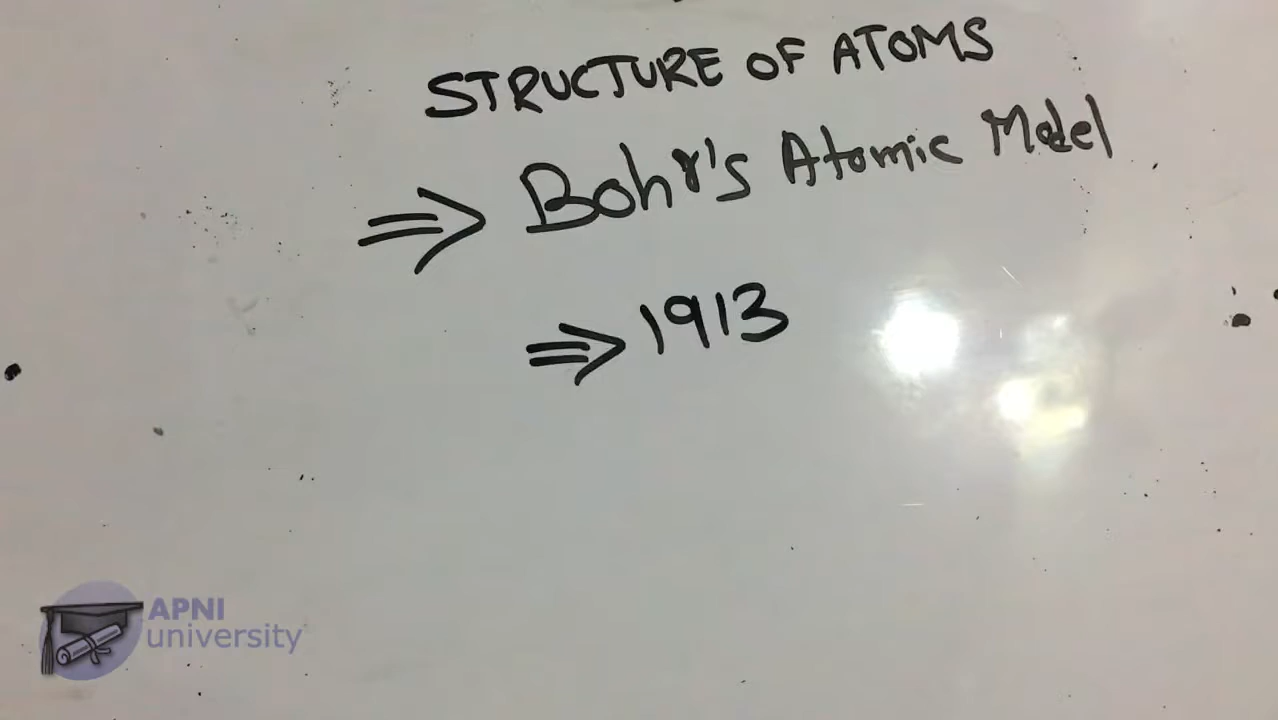 STRUCTURE OF ATOMS
⇒ Bohr's Atomic Model
⇒ 1913
APNI
university